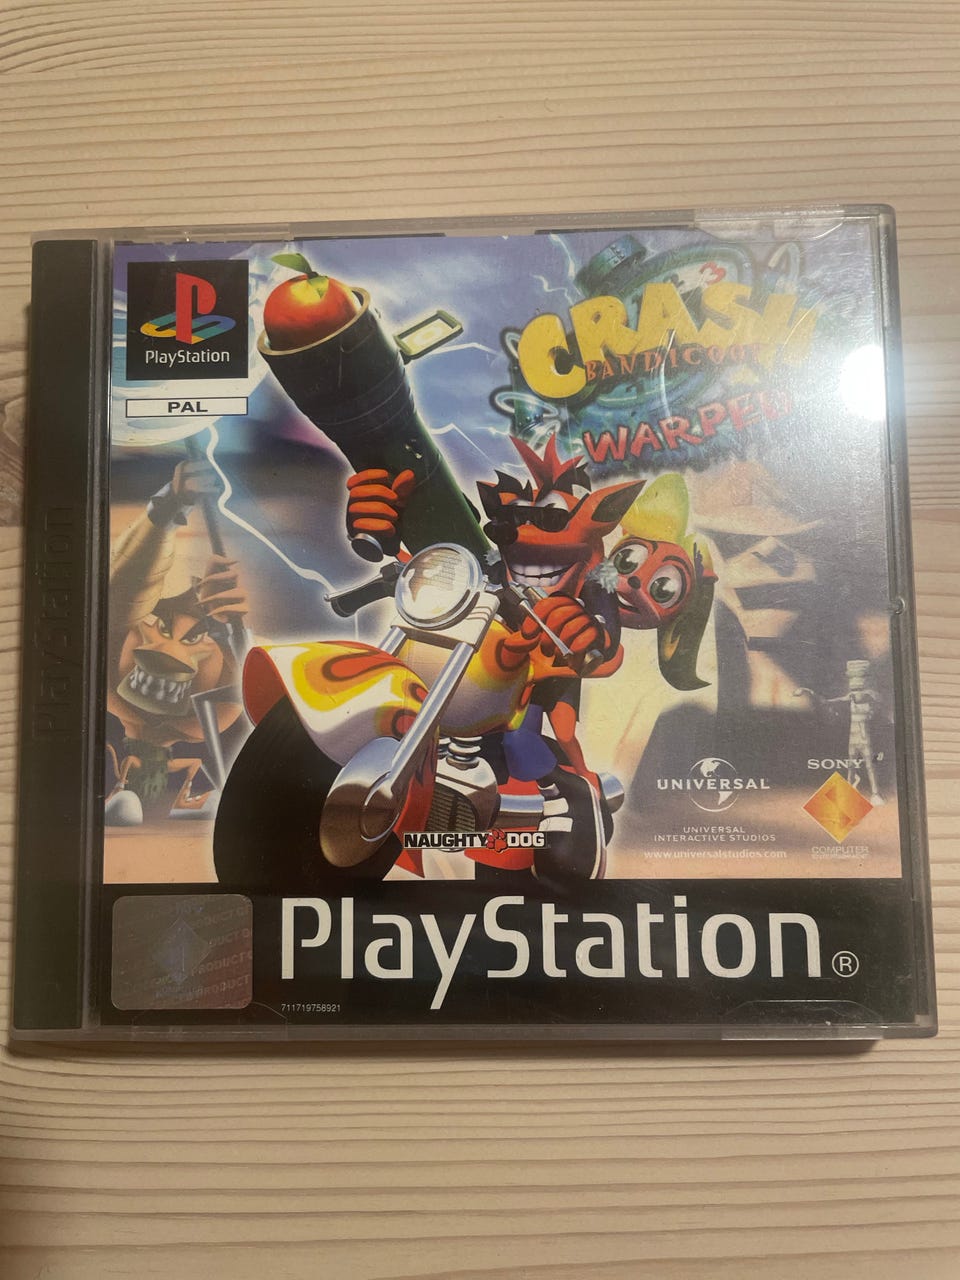 PlayStation
PAL
3
CRASH
BANDICOOT
WARPED
PlayStation
UNIVERSAL
UNIVERSAL
INTERACTIVE STUDIOS
www.universalstudios.com
SONY
COMPUTER
ENTERTAINMENT
NAUGHTY DOG
PlayStation®
711719758921